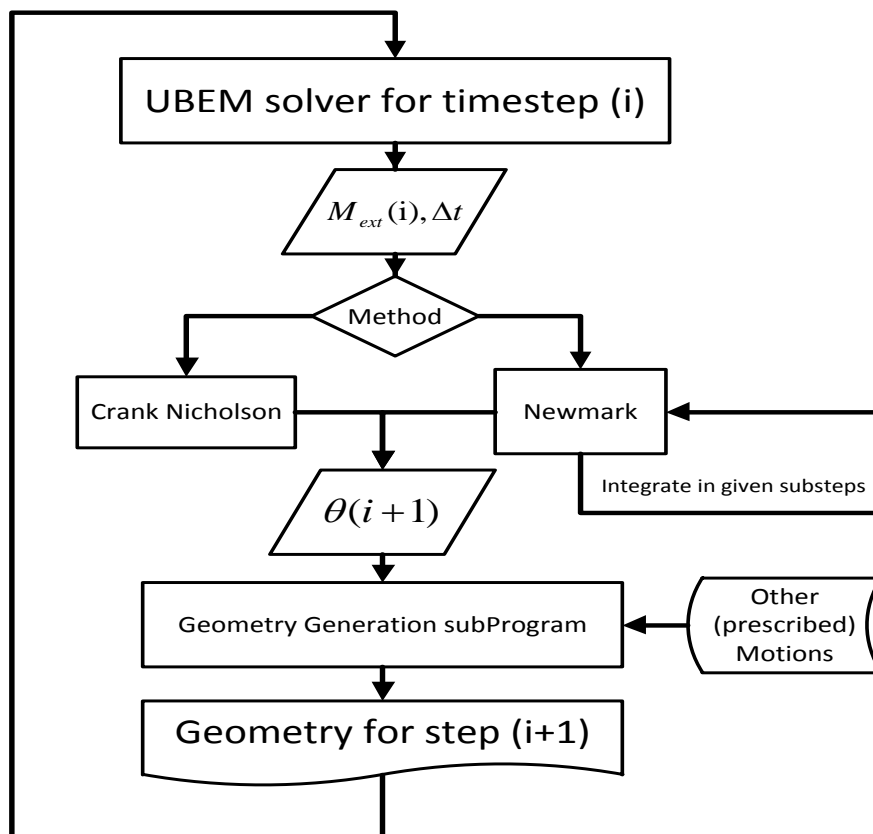 UBEM solver for timestep (i)
M_ext(i), Δt
Method
Crank Nicholson
Newmark
Integrate in given substeps
θ(i+1)
Geometry Generation subProgram
Other
(prescribed)
Motions
Geometry for step (i+1)